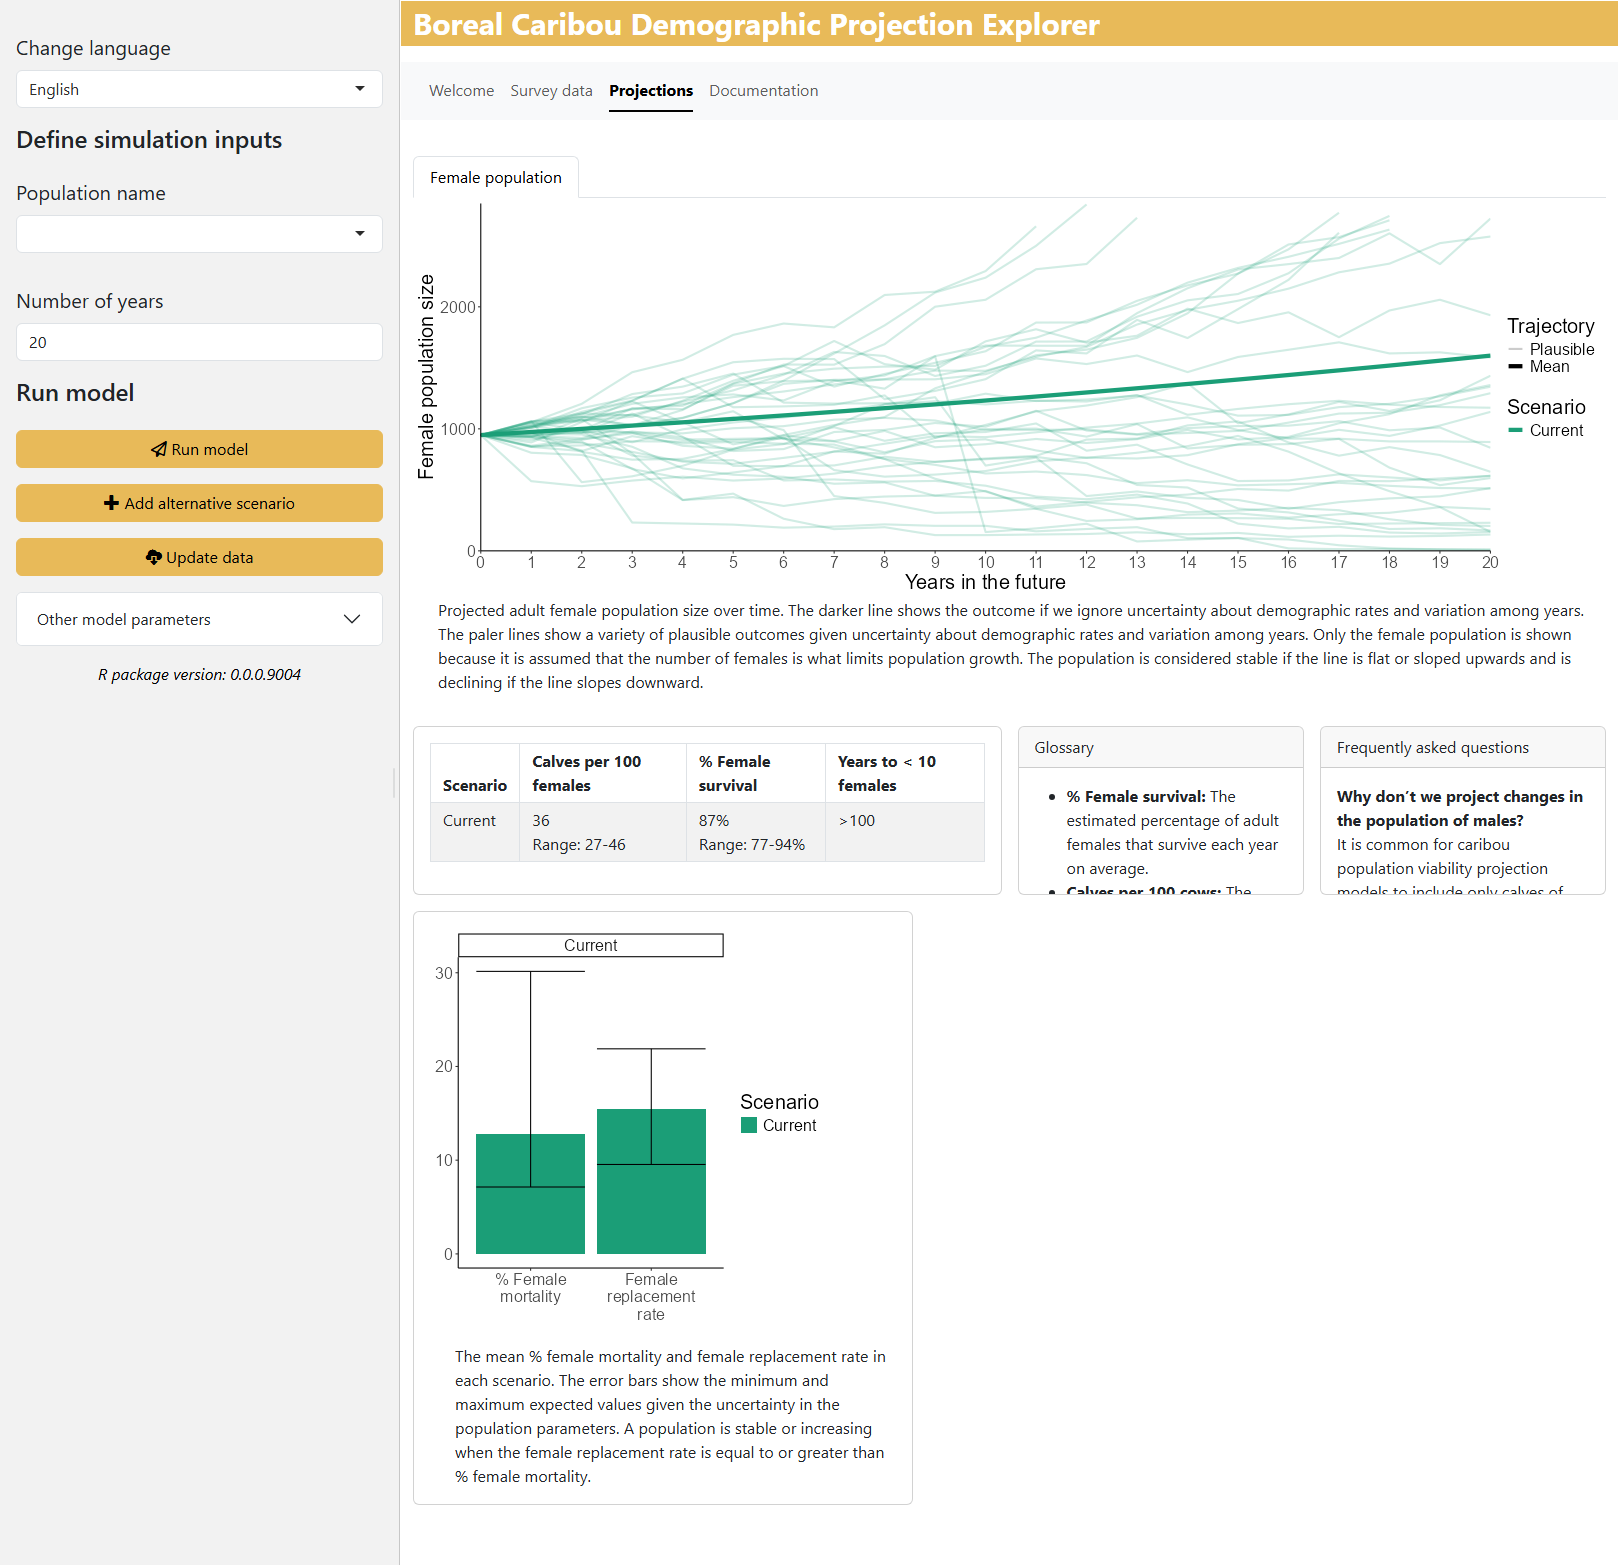 Change language
English
Define simulation inputs
Population name
Number of years
20
Run model
Run model
Add alternative scenario
Update data
Other model parameters
R package version: 0.0.0.9004
Boreal Caribou Demographic Projection Explorer
Welcome Survey data Projections Documentation
Female population
Female population size
2000
1000
0
0 1 2 3 4 5 6 7 8 9 10 11 12 13 14 15 16 17 18 19 20
Years in the future
Trajectory
Plausible
Mean
Scenario
Current
Projected adult female population size over time. The darker line shows the outcome if we ignore uncertainty about demographic rates and variation among years.
The paler lines show a variety of plausible outcomes given uncertainty about demographic rates and variation among years. Only the female population is shown
because it is assumed that the number of females is what limits population growth. The population is considered stable if the line is flat or sloped upwards and is
declining if the line slopes downward.
Scenario Calves per 100 females % Female survival Years to < 10 females
Current 36 87% >100
Range: 27-46 Range: 77-94%
Glossary
% Female survival: The
estimated percentage of adult
females that survive each year
on average.
Calves per 100 cows: The
Frequently asked questions
Why don't we project changes in
the population of males?
It is common for caribou
population viability projection
models to include only calves of
Current
30
20
10
0
% Female
mortality
Female
replacement
rate
Scenario
Current
The mean % female mortality and female replacement rate in
each scenario. The error bars show the minimum and
maximum expected values given the uncertainty in the
population parameters. A population is stable or increasing
when the female replacement rate is equal to or greater than
% female mortality.